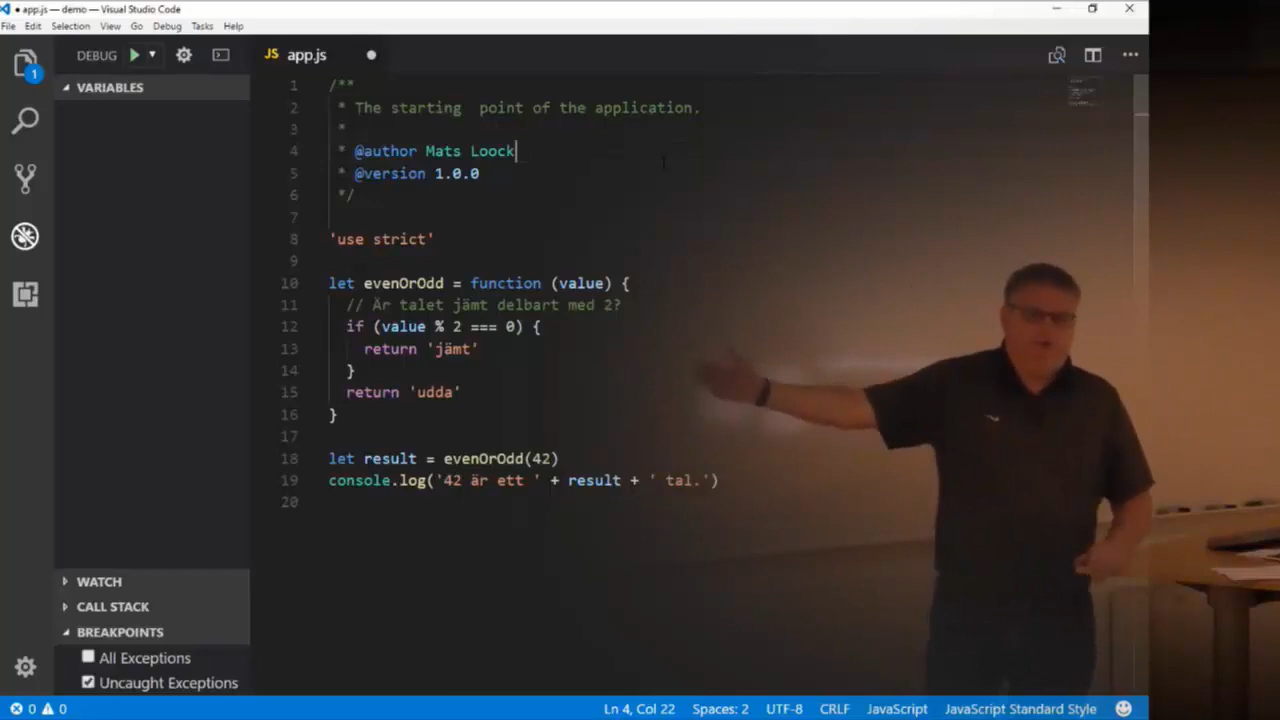 ● app.js — demo — Visual Studio Code
File Edit Selection View Go Debug Tasks Help
DEBUG
JS app.js
1
VARIABLES
1 /**
2 * The starting  point of the application.
3 *
4 * @author Mats Loock
5 * @version 1.0.0
6 */
7
8 'use strict'
9
10 let evenOrOdd = function (value) {
11 // Är talet jämt delbart med 2?
12 if (value % 2 === 0) {
13 return 'jämt'
14 }
15 return 'udda'
16 }
17
18 let result = evenOrOdd(42)
19 console.log('42 är ett ' + result + ' tal.')
20
WATCH
CALL STACK
BREAKPOINTS
All Exceptions
Uncaught Exceptions
0 0 Ln 4, Col 22 Spaces: 2 UTF-8 CRLF JavaScript JavaScript Standard Style